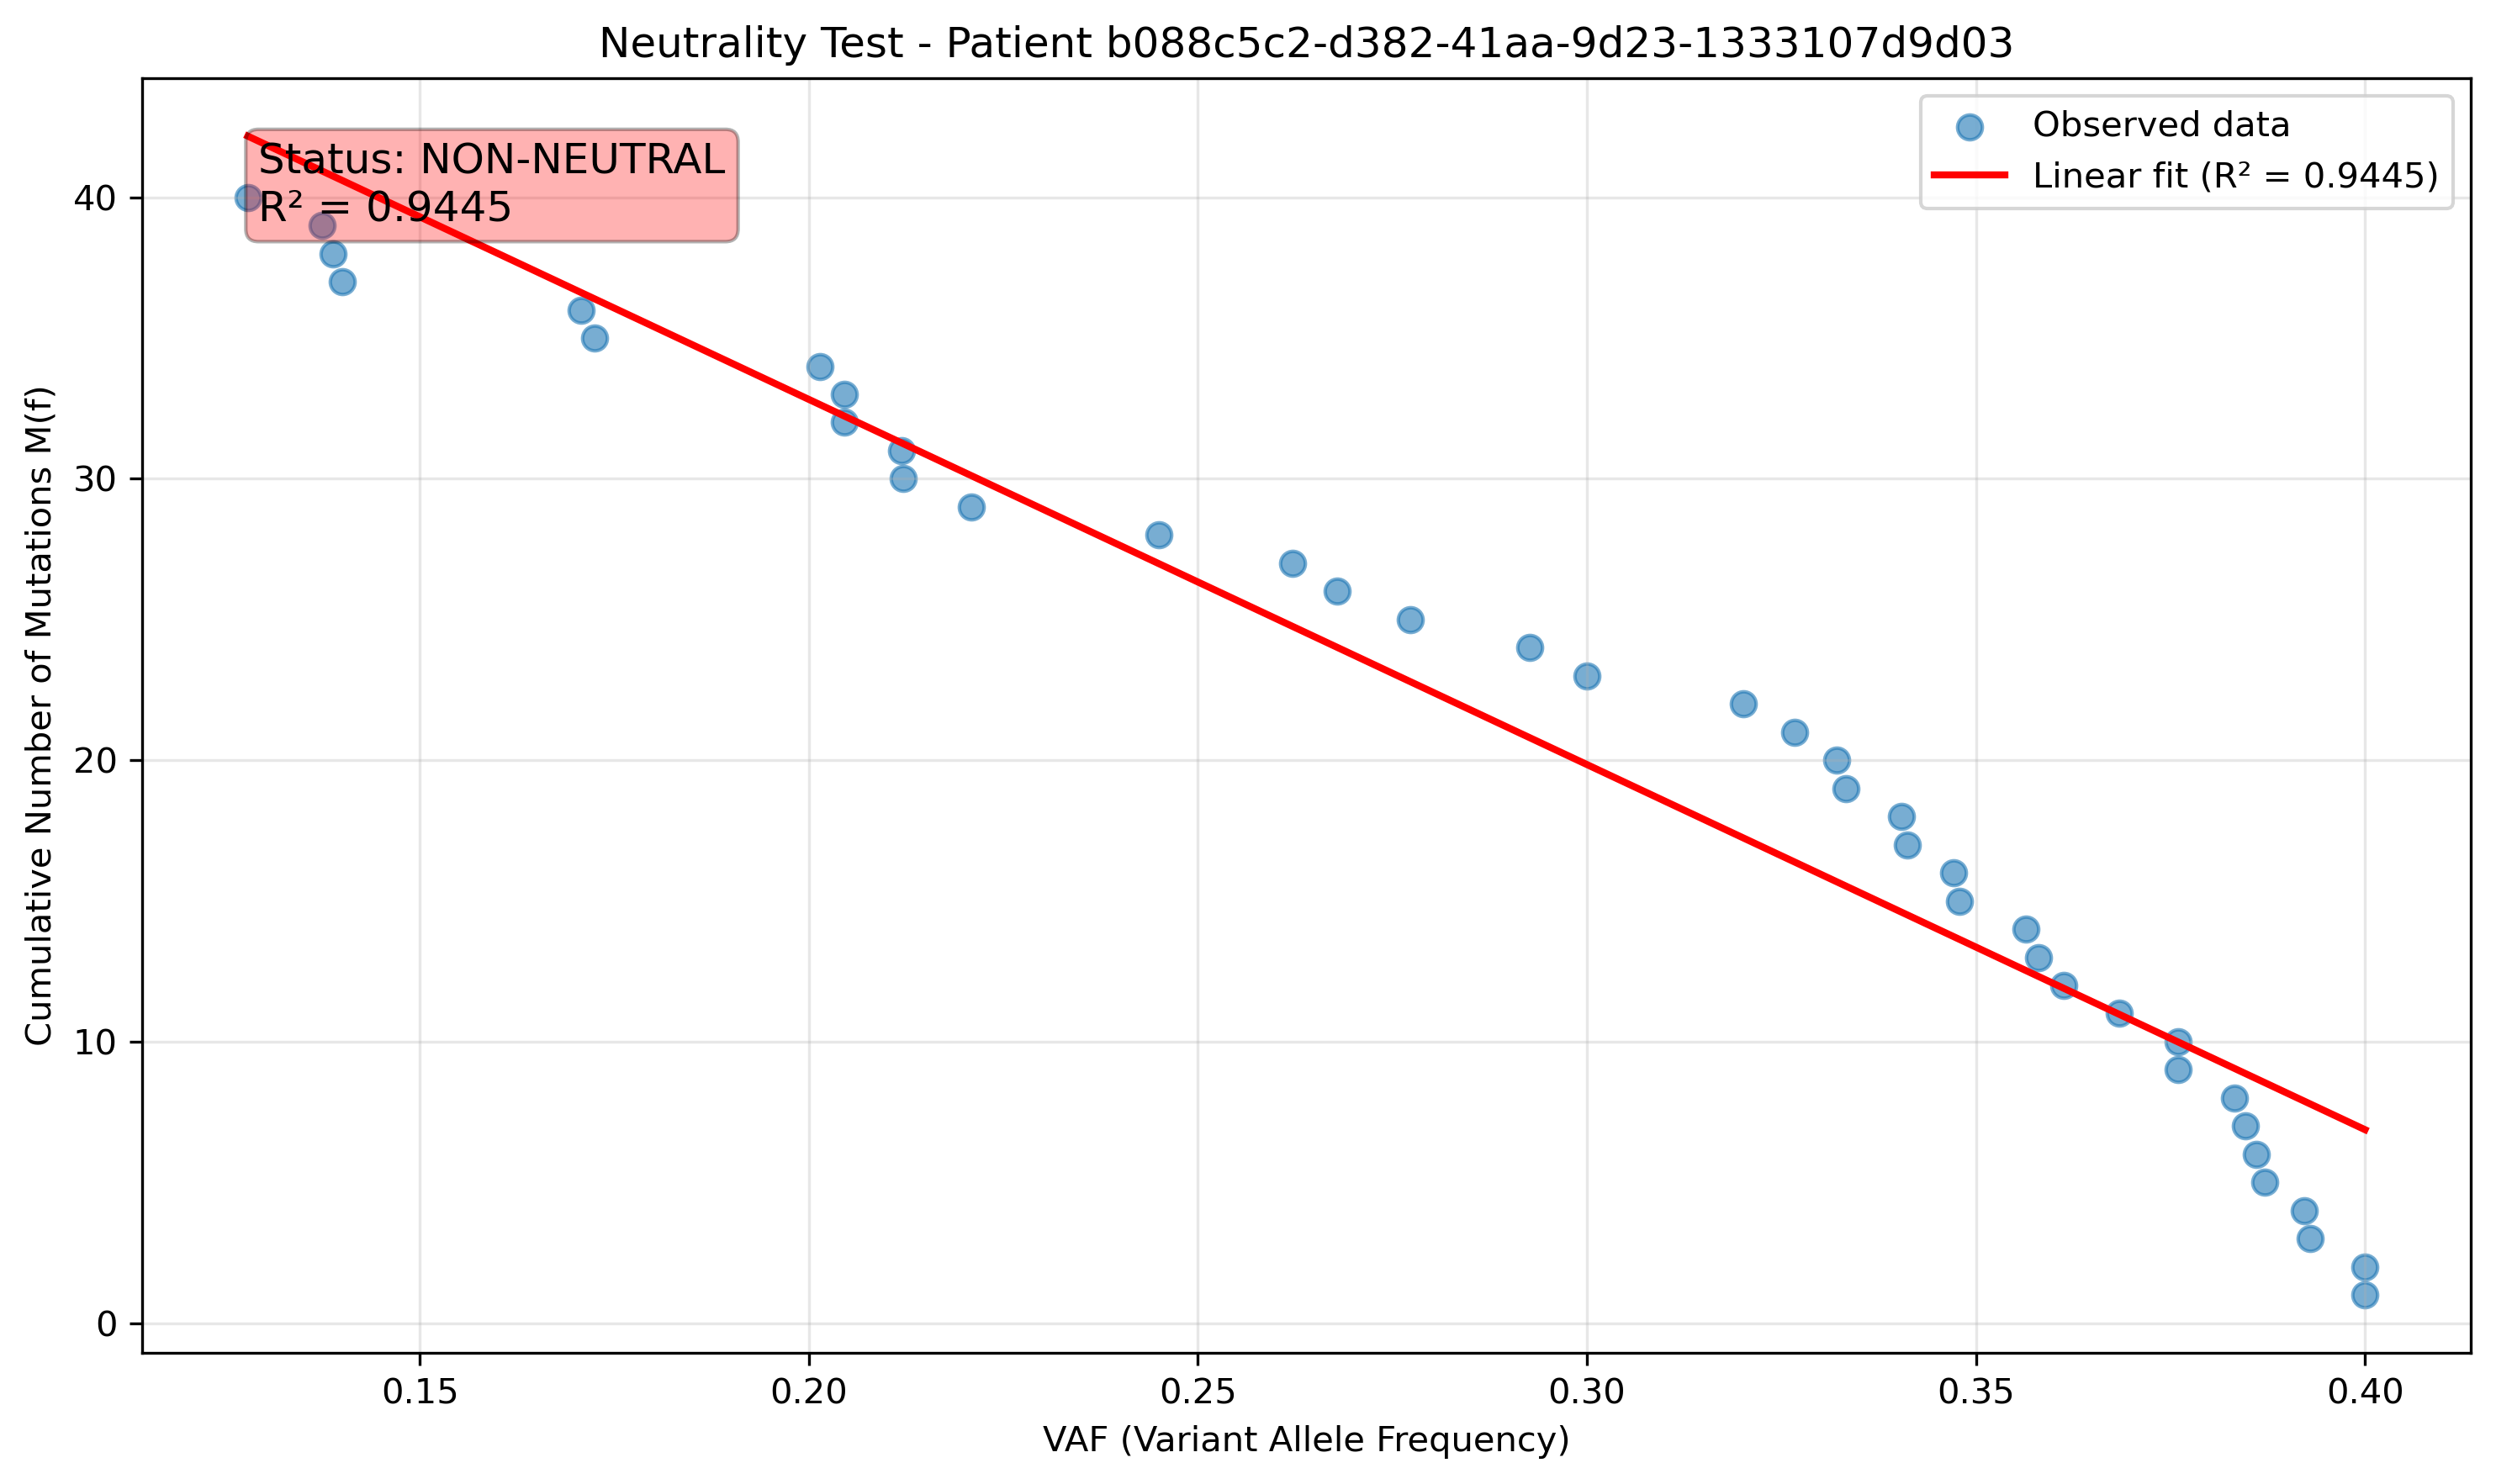 Neutrality Test - Patient b088c5c2-d382-41aa-9d23-1333107d9d03
Status: NON-NEUTRAL
R² = 0.9445
Observed data
Linear fit (R² = 0.9445)
Cumulative Number of Mutations M(f)
40
30
20
10
0
0.15
0.20
0.25
0.30
0.35
0.40
VAF (Variant Allele Frequency)